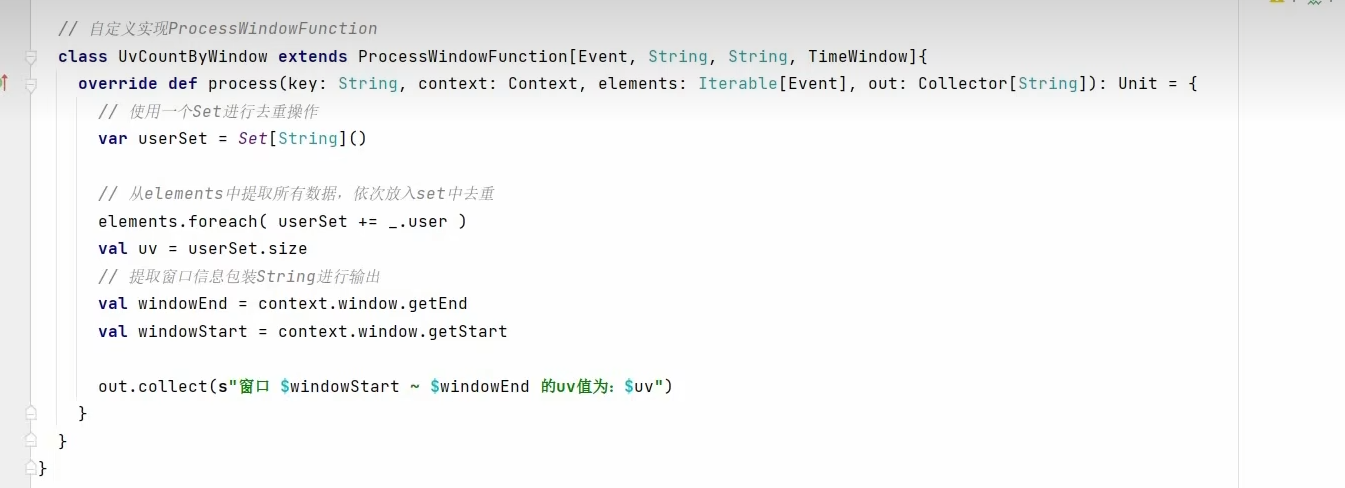 // 自定义实现ProcessWindowFunction
class UvCountByWindow extends ProcessWindowFunction[Event, String, String, TimeWindow]{
override def process(key: String, context: Context, elements: Iterable[Event], out: Collector[String]): Unit = {
// 使用一个Set进行去重操作
var userSet = Set[String]()
// 从elements中提取所有数据，依次放入set中去重
elements.foreach( userSet += _.user )
val uv = userSet.size
// 提取窗口信息包装String进行输出
val windowEnd = context.window.getEnd
val windowStart = context.window.getStart
out.collect(s"窗口 $windowStart ~ $windowEnd 的uv值为：$uv")
}
}
}